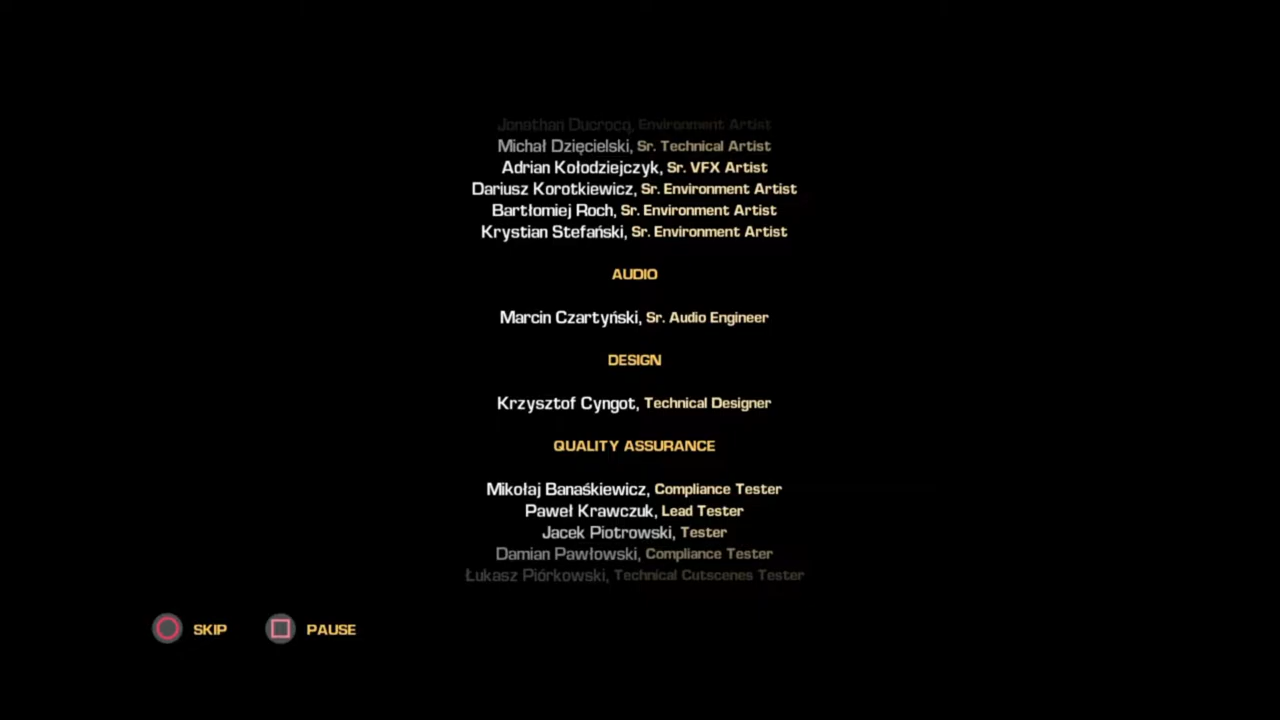 Jonathan Ducrocq, Environment Artist
Michał Dzięcielski, Sr. Technical Artist
Adrian Kołodziejczyk, Sr. VFX Artist
Dariusz Korotkiewicz, Sr. Environment Artist
Bartłomiej Roch, Sr. Environment Artist
Krystian Stefański, Sr. Environment Artist
AUDIO
Marcin Czartyński, Sr. Audio Engineer
DESIGN
Krzysztof Cyngot, Technical Designer
QUALITY ASSURANCE
Mikołaj Banaśkiewicz, Compliance Tester
Paweł Krawczuk, Lead Tester
Jacek Piotrowski, Tester
Damian Pawłowski, Compliance Tester
Łukasz Piórkowski, Technical Cutscenes Tester
SKIP PAUSE